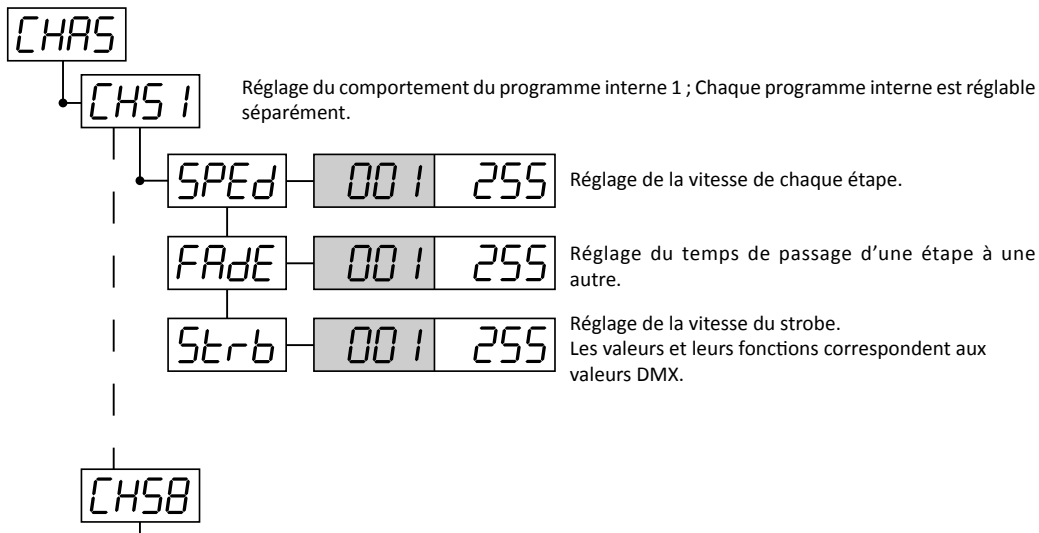 CHAS
CHS1
Réglage du comportement du programme interne 1 ; Chaque programme interne est réglable
séparément.
SPEd 001 255 Réglage de la vitesse de chaque étape.
FAdE 001 255 Réglage du temps de passage d’une étape à une
autre.
Strb 001 255 Réglage de la vitesse du strobe.
Les valeurs et leurs fonctions correspondent aux
valeurs DMX.
CHS8